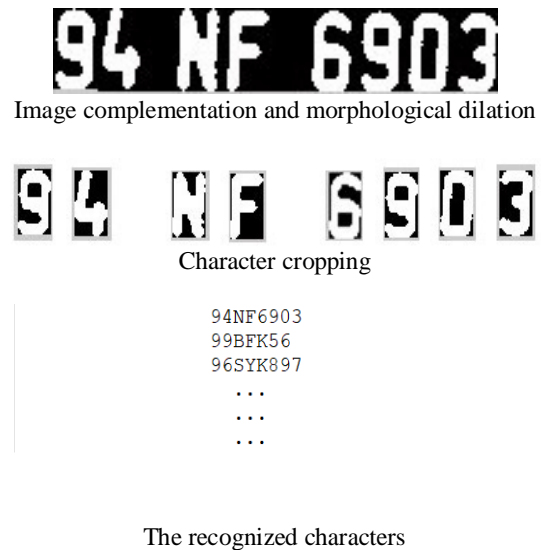 94 NF 6903
Image complementation and morphological dilation
9 4 N F 6 9 0 3
Character cropping
94NF6903
99BFK56
96SYK897
...
...
...
The recognized characters